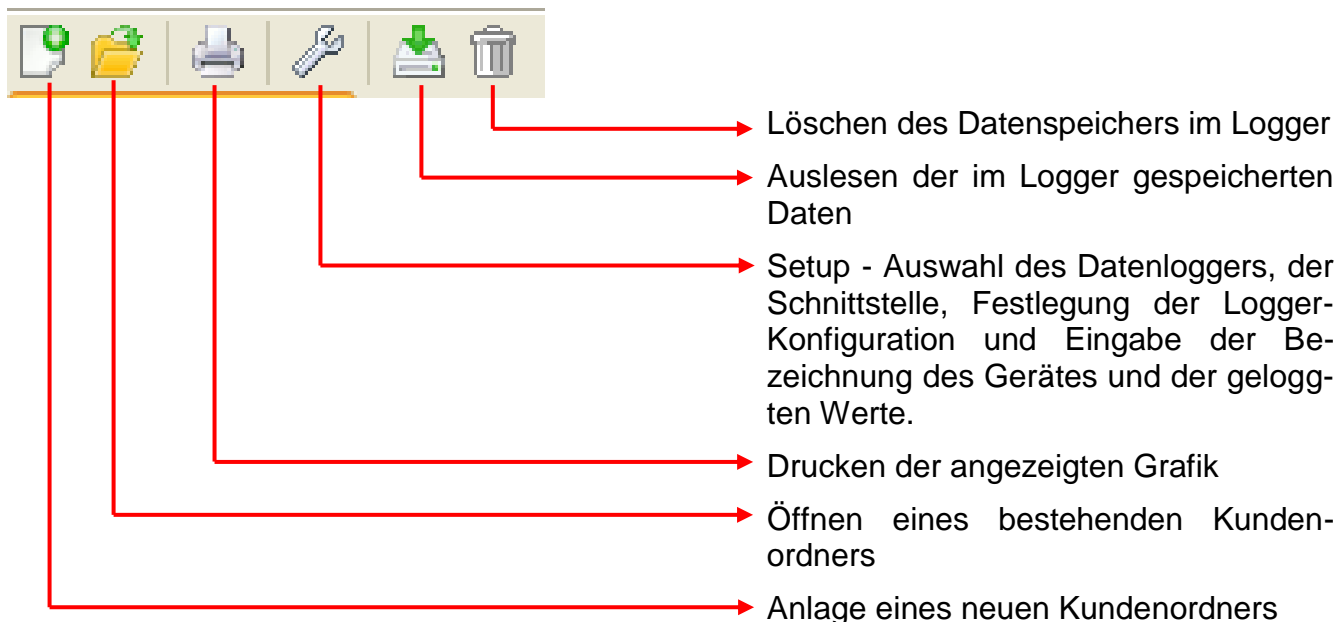 Löschen des Datenspeichers im Logger
Auslesen der im Logger gespeicherten
Daten
Setup - Auswahl des Datenloggers, der
Schnittstelle, Festlegung der Logger-
Konfiguration und Eingabe der Be-
zeichnung des Gerätes und der gelogg-
ten Werte.
Drucken der angezeigten Grafik
Öffnen eines bestehenden Kunden-
ordners
Anlage eines neuen Kundenordners